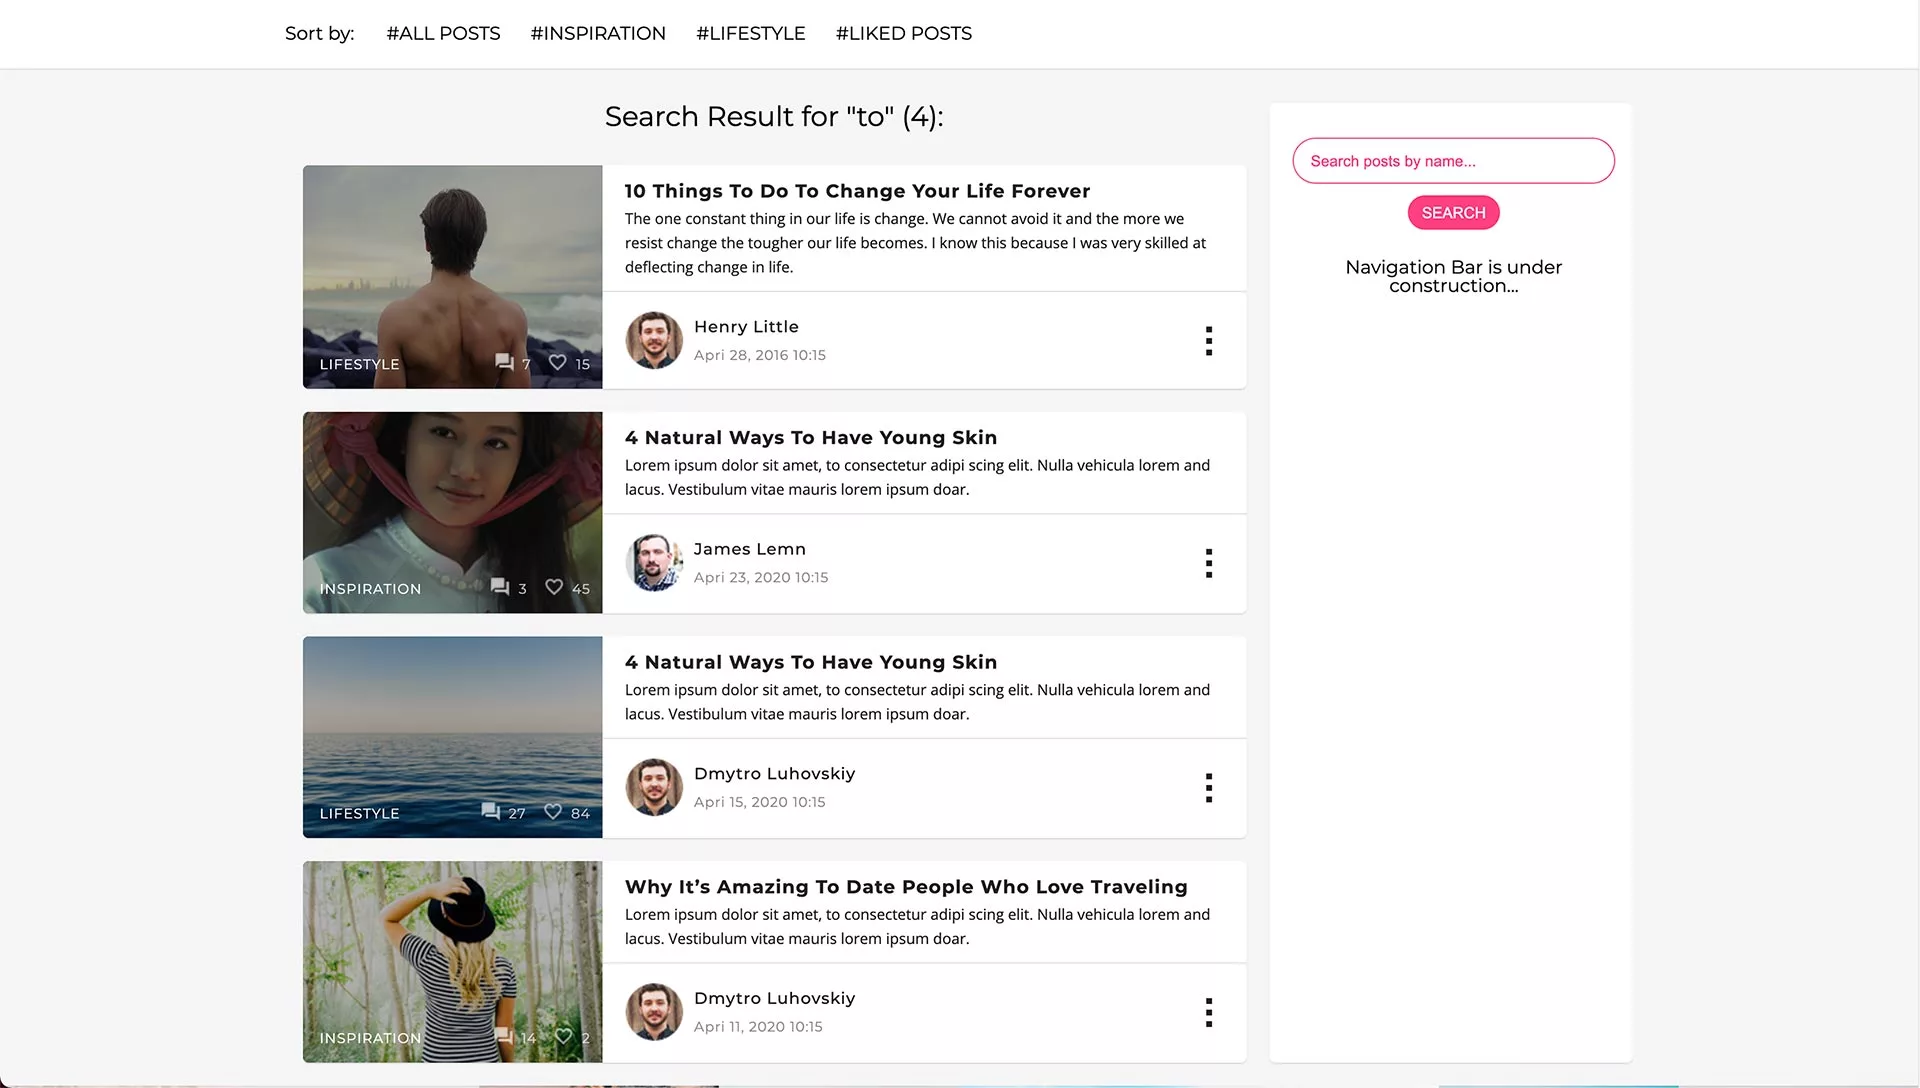 Sort by: #ALL POSTS #INSPIRATION #LIFESTYLE #LIKED POSTS
Search Result for "to" (4):
10 Things To Do To Change Your Life Forever
The one constant thing in our life is change. We cannot avoid it and the more we
resist change the tougher our life becomes. I know this because I was very skilled at
deflecting change in life.
LIFESTYLE 7 15
Henry Little
Apri 28, 2016 10:15
4 Natural Ways To Have Young Skin
Lorem ipsum dolor sit amet, to consectetur adipi scing elit. Nulla vehicula lorem and
lacus. Vestibulum vitae mauris lorem ipsum doar.
INSPIRATION 3 45
James Lemn
Apri 23, 2020 10:15
4 Natural Ways To Have Young Skin
Lorem ipsum dolor sit amet, to consectetur adipi scing elit. Nulla vehicula lorem and
lacus. Vestibulum vitae mauris lorem ipsum doar.
LIFESTYLE 27 84
Dmytro Luhovskiy
Apri 15, 2020 10:15
Why It’s Amazing To Date People Who Love Traveling
Lorem ipsum dolor sit amet, to consectetur adipi scing elit. Nulla vehicula lorem and
lacus. Vestibulum vitae mauris lorem ipsum doar.
INSPIRATION 14 2
Dmytro Luhovskiy
Apri 11, 2020 10:15
Search posts by name...
SEARCH
Navigation Bar is under
construction...